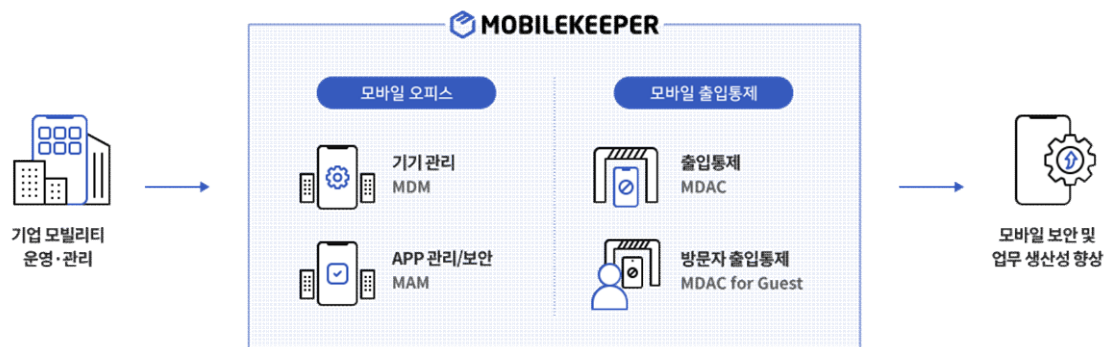 MOBILEKEEPER
기업 모빌리티
운영·관리
모바일 오피스
기기 관리
MDM
APP 관리/보안
MAM
모바일 출입통제
출입통제
MDAC
방문자 출입통제
MDAC for Guest
모바일 보안 및
업무 생산성 향상